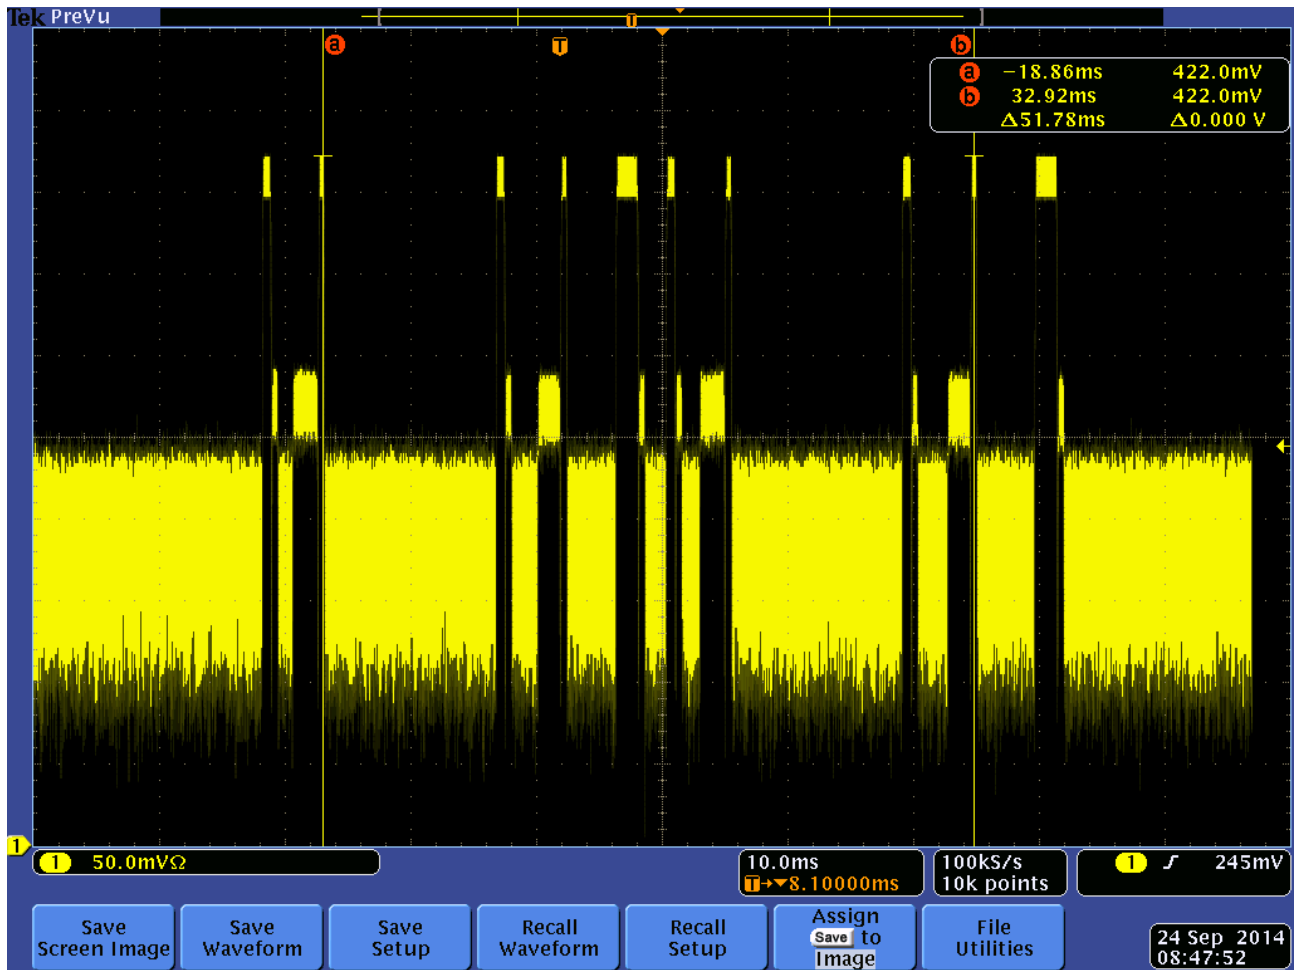 Tek PreVu
T
a T b
a −18.86ms 422.0mV
b 32.92ms 422.0mV
Δ51.78ms Δ0.000 V
1
1 50.0mVΩ
10.0ms
T→▼8.10000ms
100kS/s
10k points
1 245mV
Save
Screen Image
Save
Waveform
Save
Setup
Recall
Waveform
Recall
Setup
Assign
Save to
Image
File
Utilities
24 Sep 2014
08:47:52